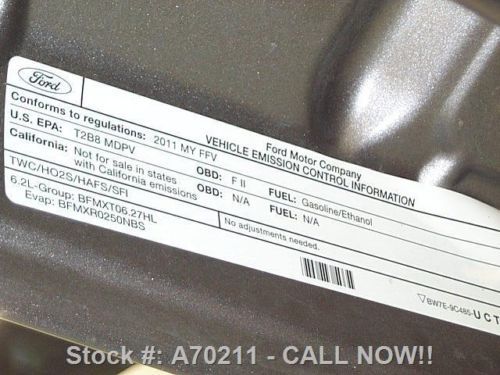 Ford
Ford Motor Company
VEHICLE EMISSION CONTROL INFORMATION
Conforms to regulations: 2011 MY FFV
U.S. EPA: T2B8 MDPV OBD: F II FUEL: Gasoline/Ethanol
California: Not for sale in states with California emissions OBD: N/A FUEL: N/A
TWC/HO2S/HAFS/SFI
No adjustments needed.
6.2L-Group: BFMXT06.27HL
Evap: BFMXR0250NBS
▽BW7E-9C485-UCT
Stock #: A70211 - CALL NOW!!